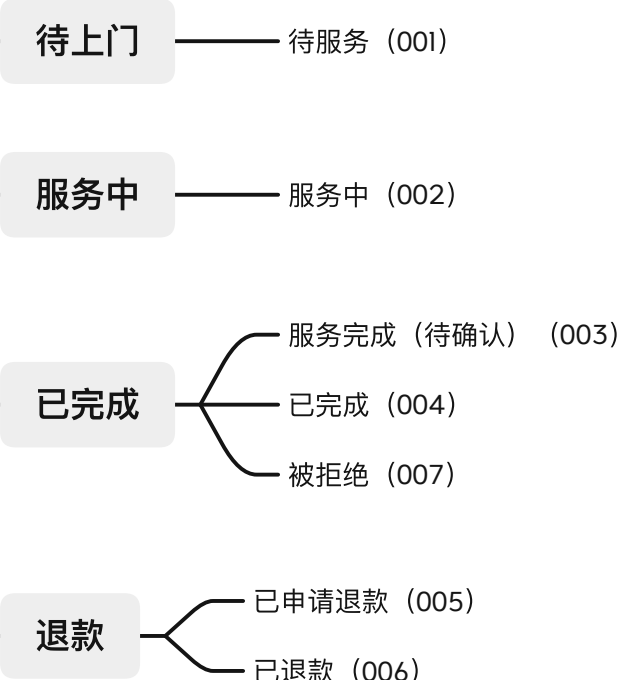 待上门
待服务（001）
服务中
服务中（002）
已完成
服务完成（待确认）（003）
已完成（004）
被拒绝（007）
退款
已申请退款（005）
已退款（006）